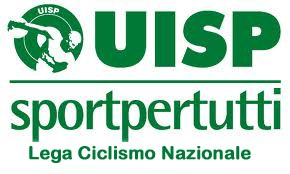 UISP
UISP
sportpertutti
Lega Ciclismo Nazionale